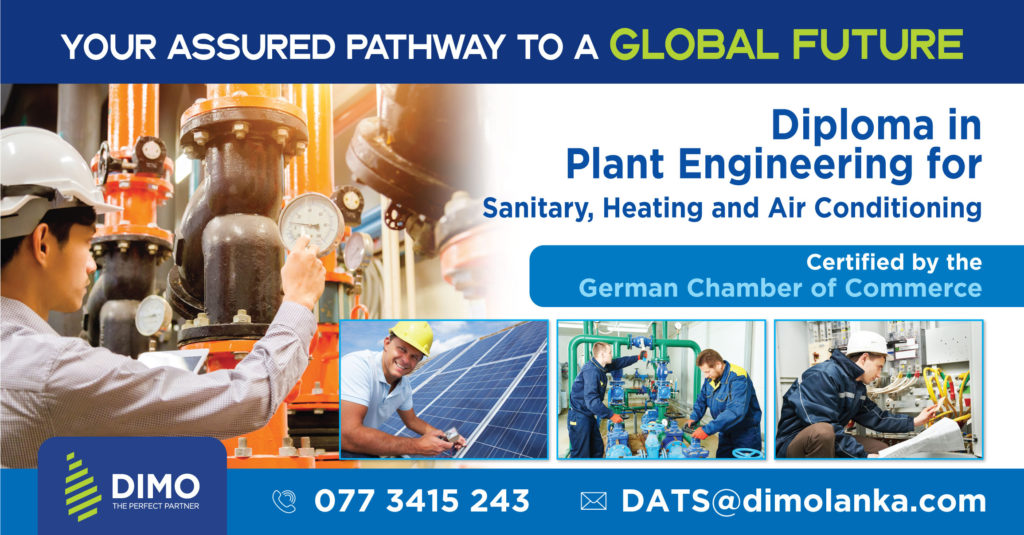 YOUR ASSURED PATHWAY TO A GLOBAL FUTURE
Diploma in
Plant Engineering for
Sanitary, Heating and Air Conditioning
Certified by the
German Chamber of Commerce
DIMO
THE PERFECT PARTNER
077 3415 243
DATS@dimolanka.com